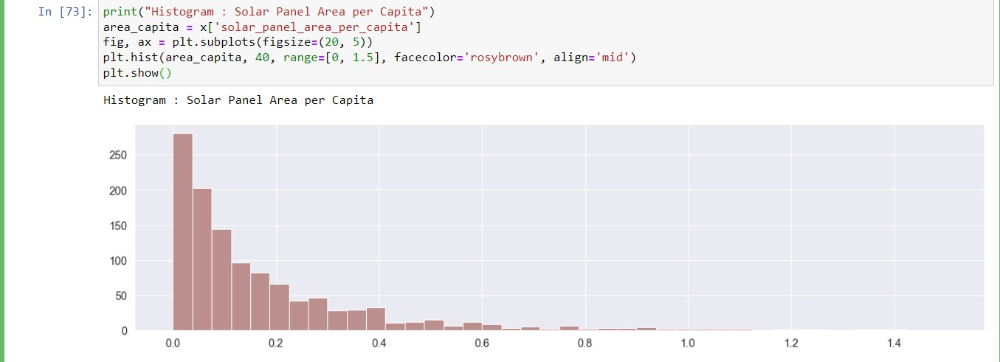 In [73]: print("Histogram : Solar Panel Area per Capita")
area_capita = x['solar_panel_area_per_capita']
fig, ax = plt.subplots(figsize=(20, 5))
plt.hist(area_capita, 40, range=[0, 1.5], facecolor='rosybrown', align='mid')
plt.show()
Histogram : Solar Panel Area per Capita
250
200
150
100
50
0
0.0 0.2 0.4 0.6 0.8 1.0 1.2 1.4